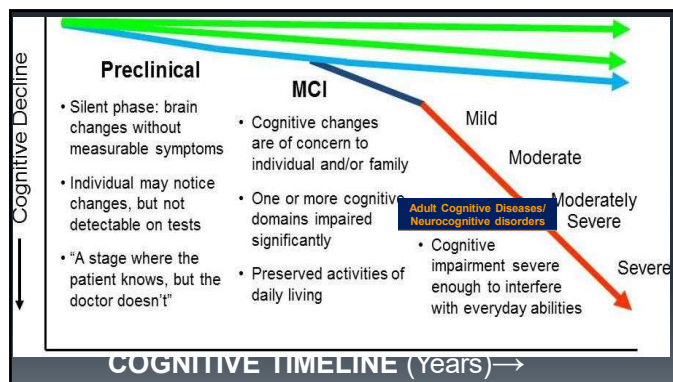 Cognitive Decline
Preclinical
• Silent phase: brain
changes without
measurable symptoms
• Individual may notice
changes, but not
detectable on tests
• “A stage where the
patient knows, but the
doctor doesn’t”
MCI
• Cognitive changes
are of concern to
individual and/or family
• One or more cognitive
domains impaired
significantly
• Preserved activities of
daily living
Mild
Moderate
Moderately
Severe
Severe
Adult Cognitive Diseases/
Neurocognitive disorders
• Cognitive
impairment severe
enough to interfere
with everyday abilities
COGNITIVE TIMELINE (Years)→